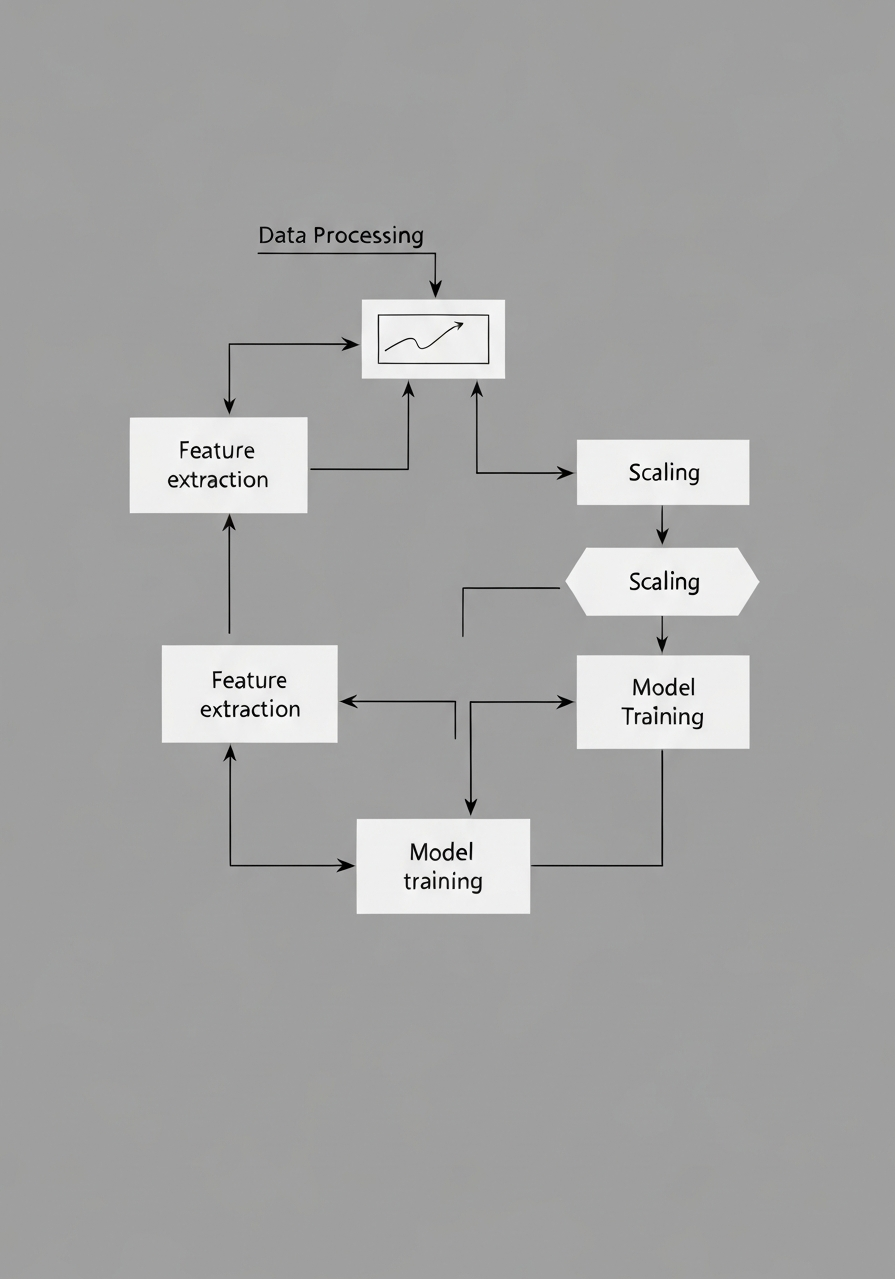 Data Processing
Feature
extraction
Scaling
Scaling
Feature
extraction
Model
Training
Model
training